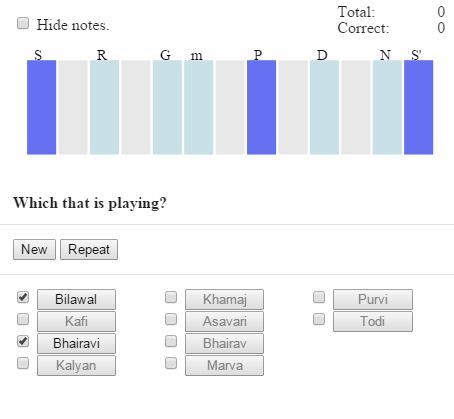 Hide notes.
Total: 0
Correct: 0
S R G m P D N S'
Which that is playing?
New Repeat
Bilawal Khamaj Purvi
Kafi Asavari Todi
Bhairavi Bhairav
Kalyan Marva